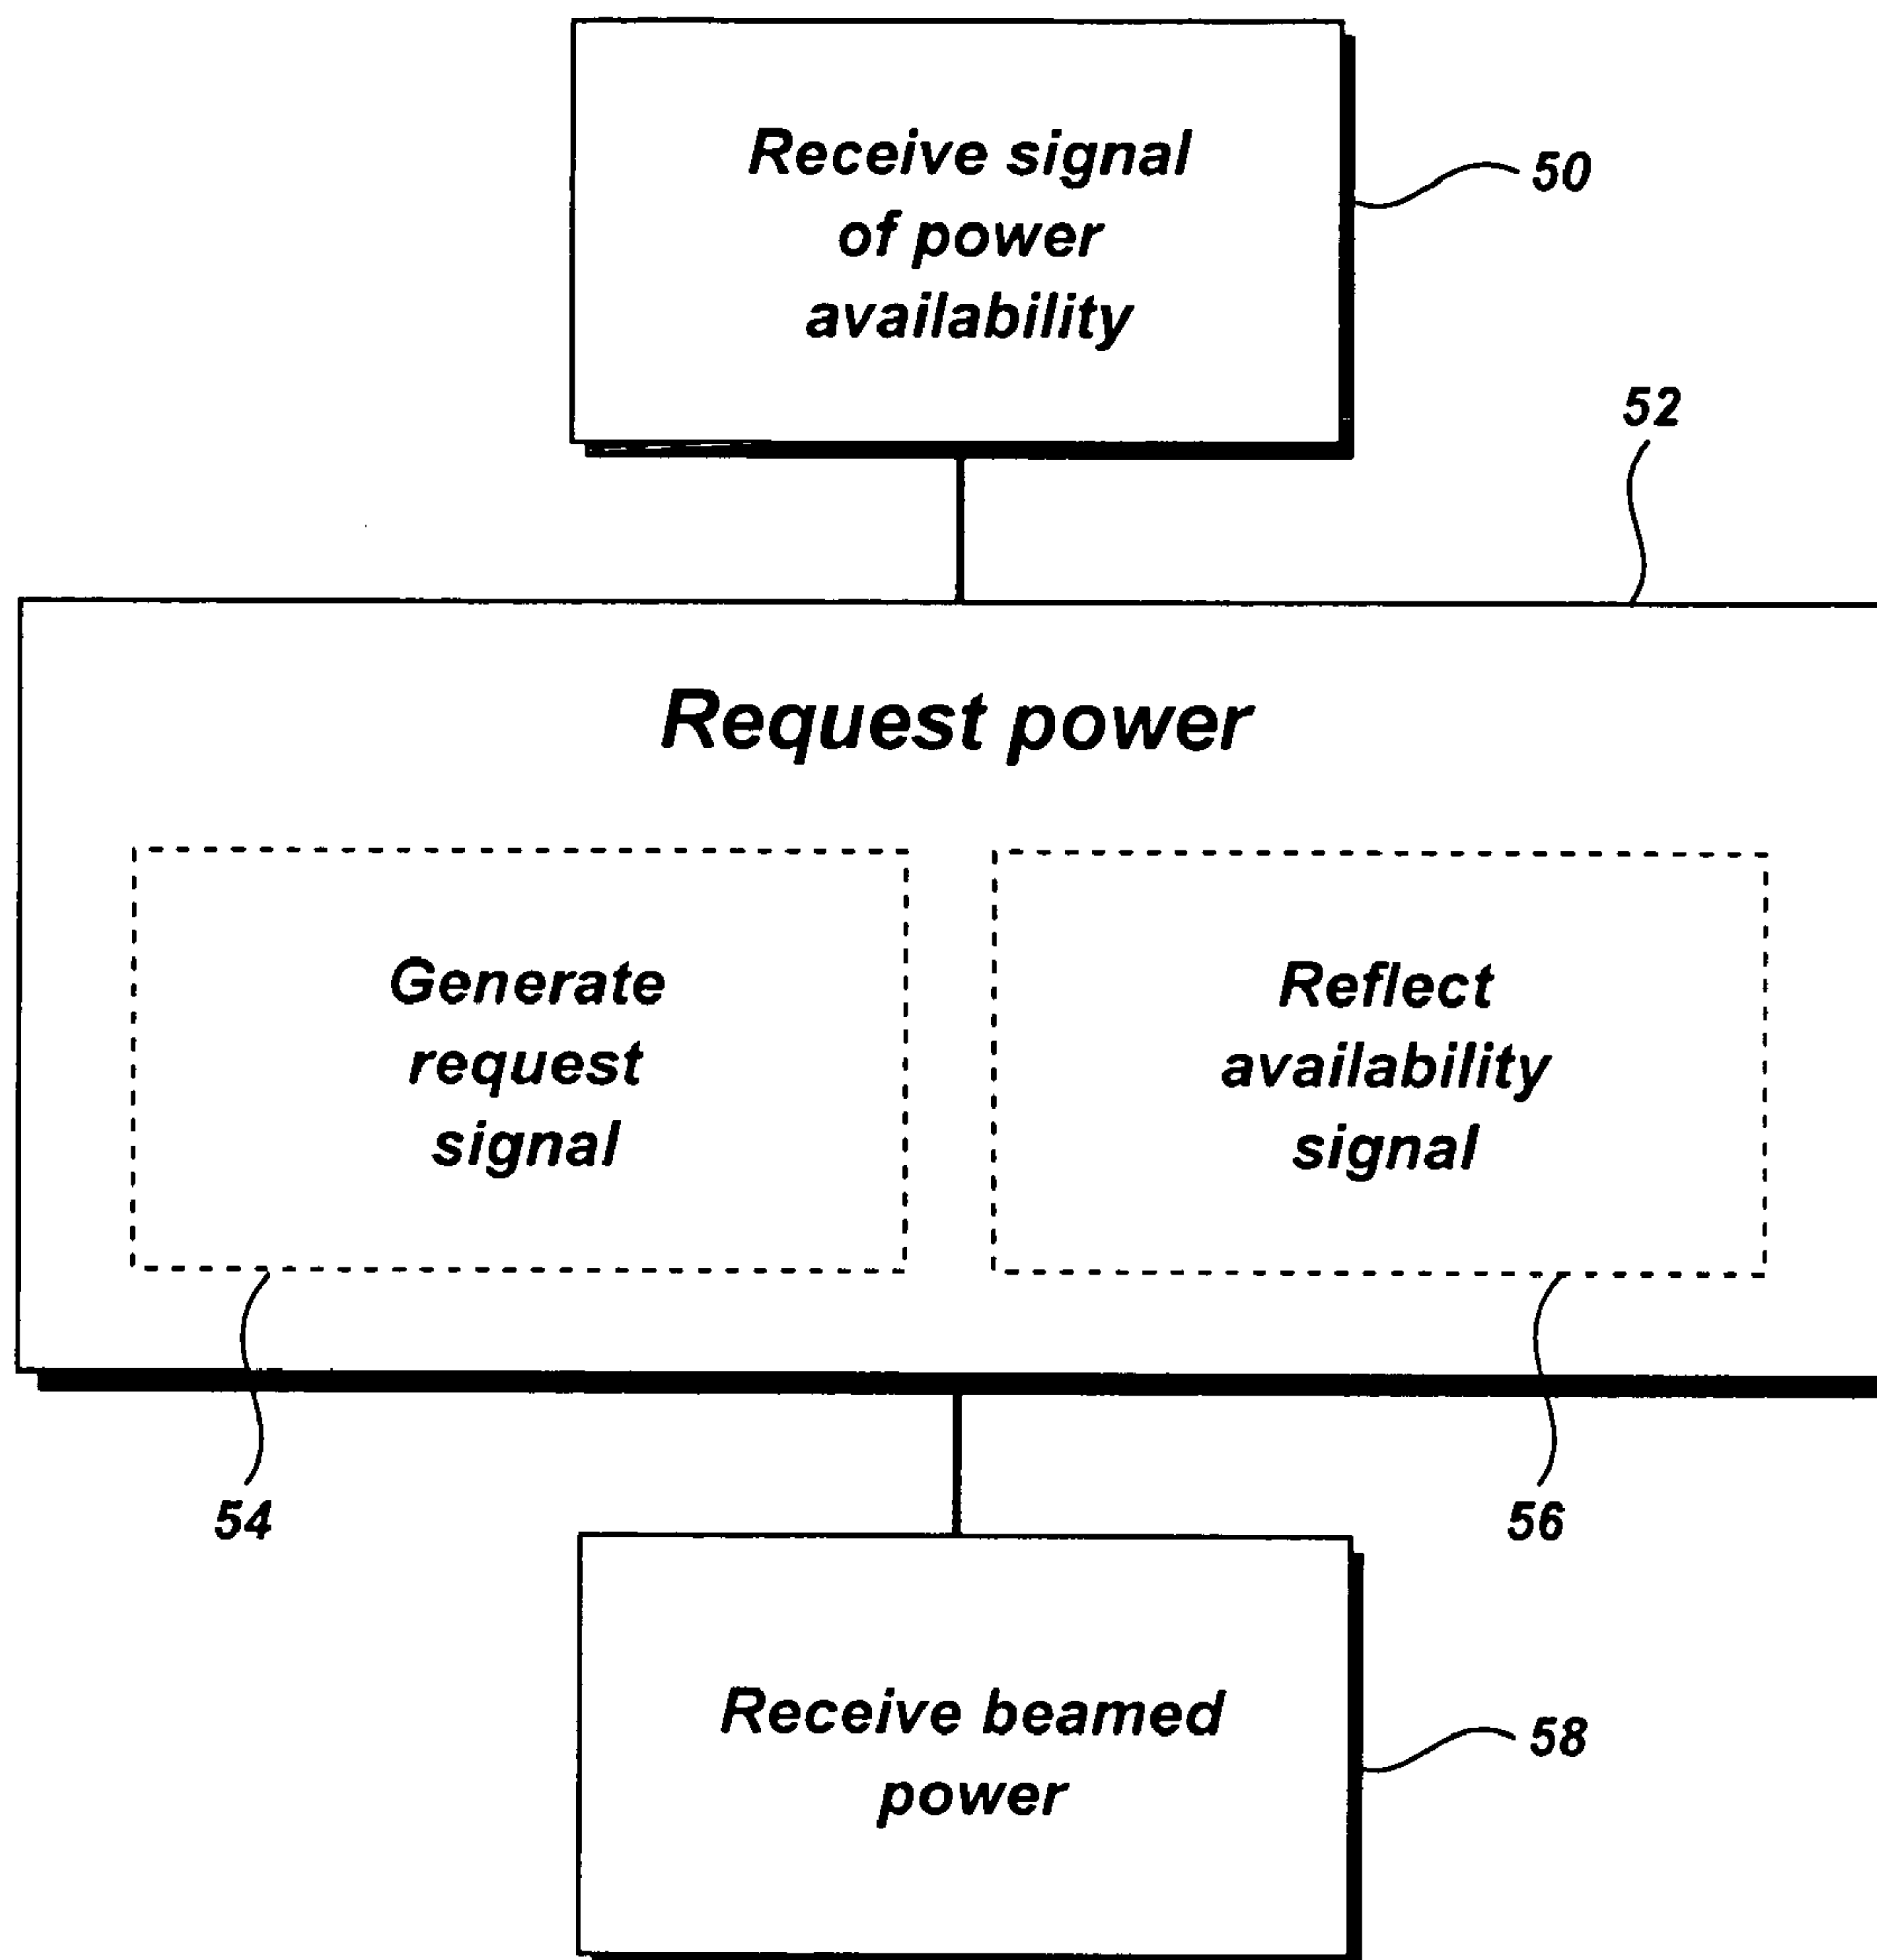 Receive signal
of power
availability
50
52
Request power
Generate
request
signal
Reflect
availability
signal
54
56
Receive beamed
power
58